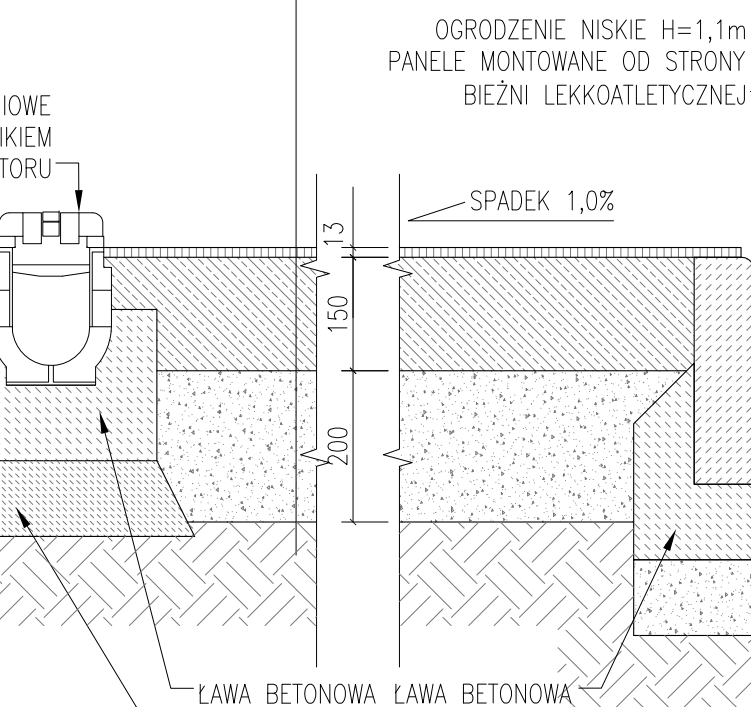 OGRODZENIE NISKIE H=1,1m
PANELE MONTOWANE OD STRONY
BIEŻNI LEKKOATLETYCZNEJ
IOWE
IKIEM
TORU
SPADEK 1,0%
13
150
200
ŁAWA BETONOWA
ŁAWA BETONOWA